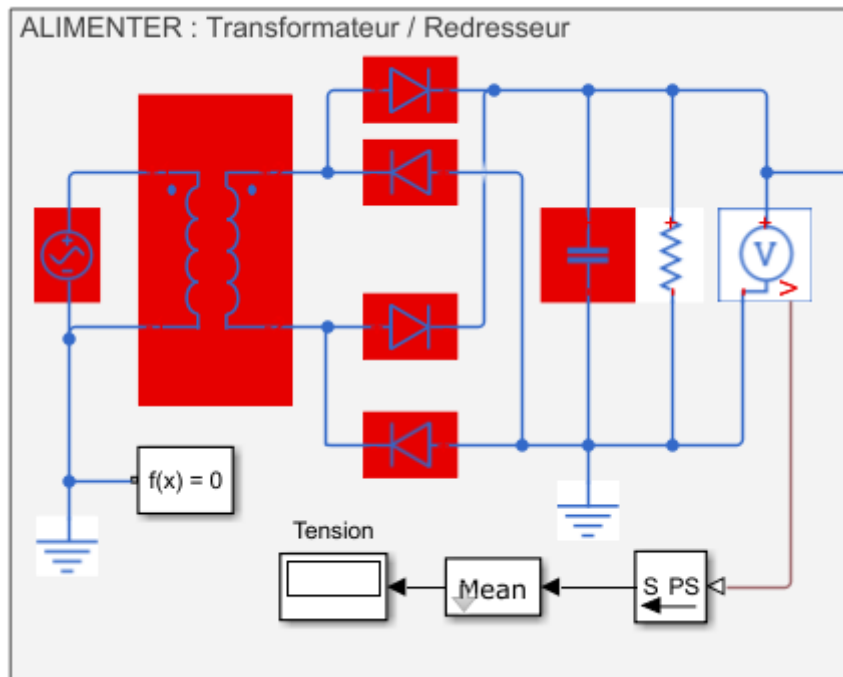 ALIMENTER : Transformateur / Redresseur
+
-
+
+
V
V
f(x) = 0
Tension
Mean
S PS